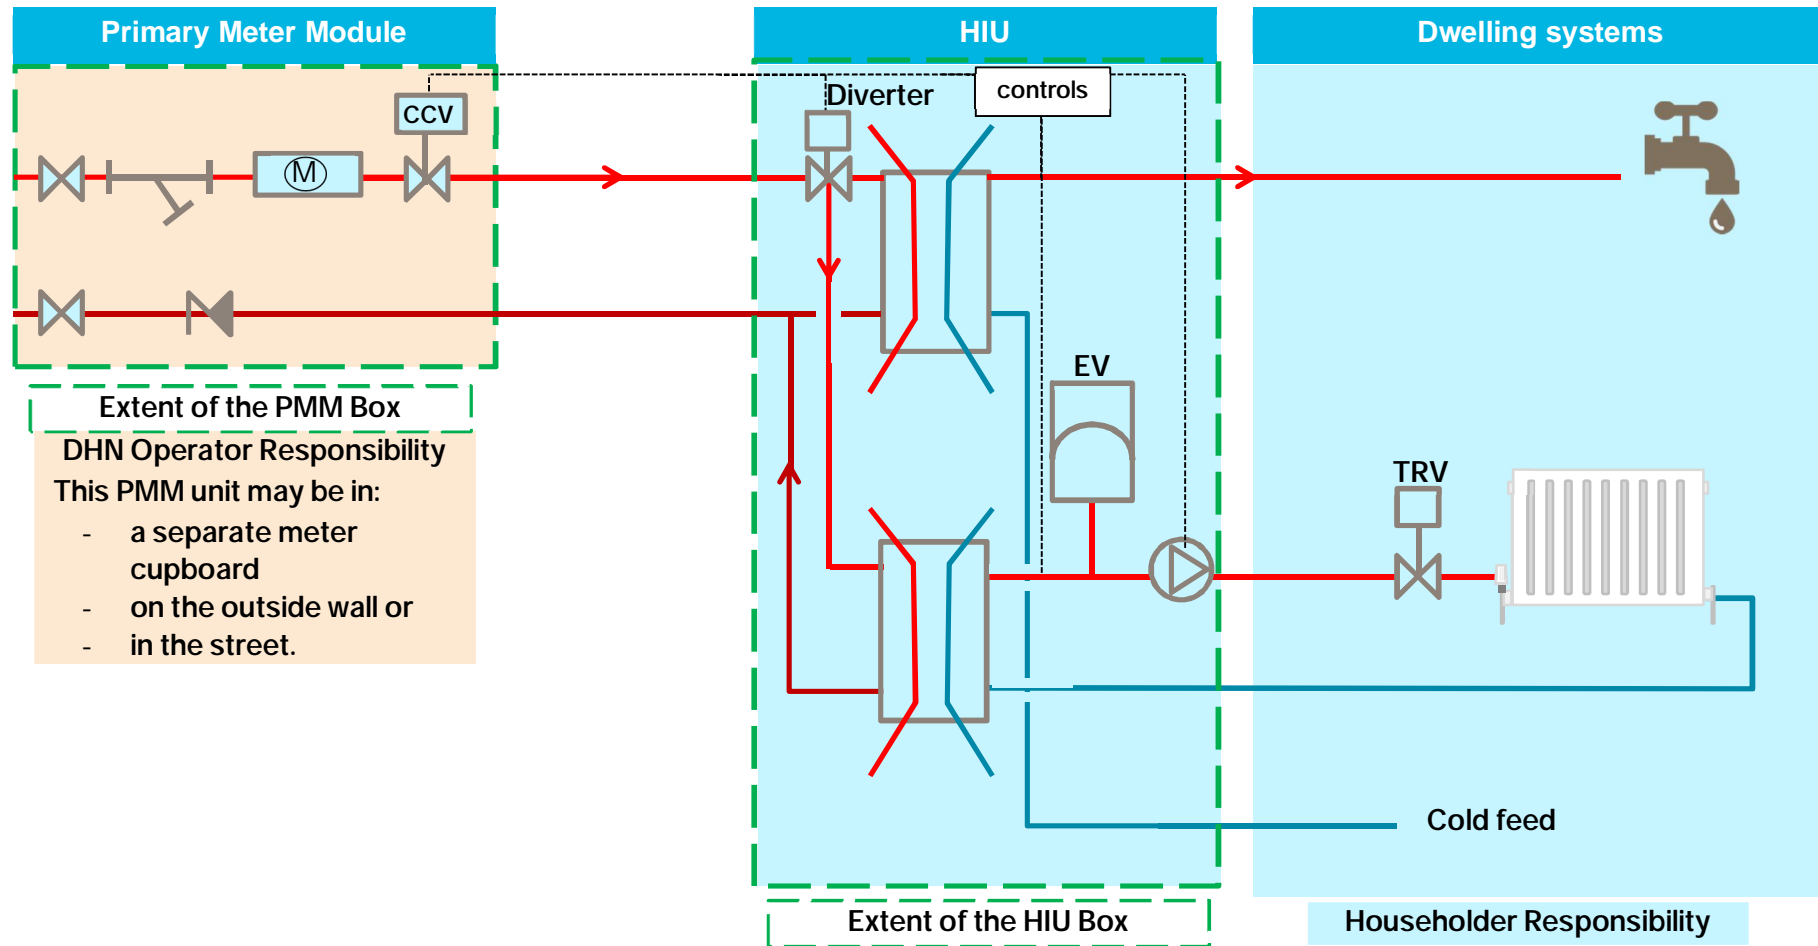 Primary Meter Module
HIU
Dwelling systems
CCV
M
Diverter
controls
EV
TRV
Extent of the PMM Box
DHN Operator Responsibility
This PMM unit may be in:
- a separate meter
cupboard
- on the outside wall or
- in the street.
Cold feed
Extent of the HIU Box
Householder Responsibility